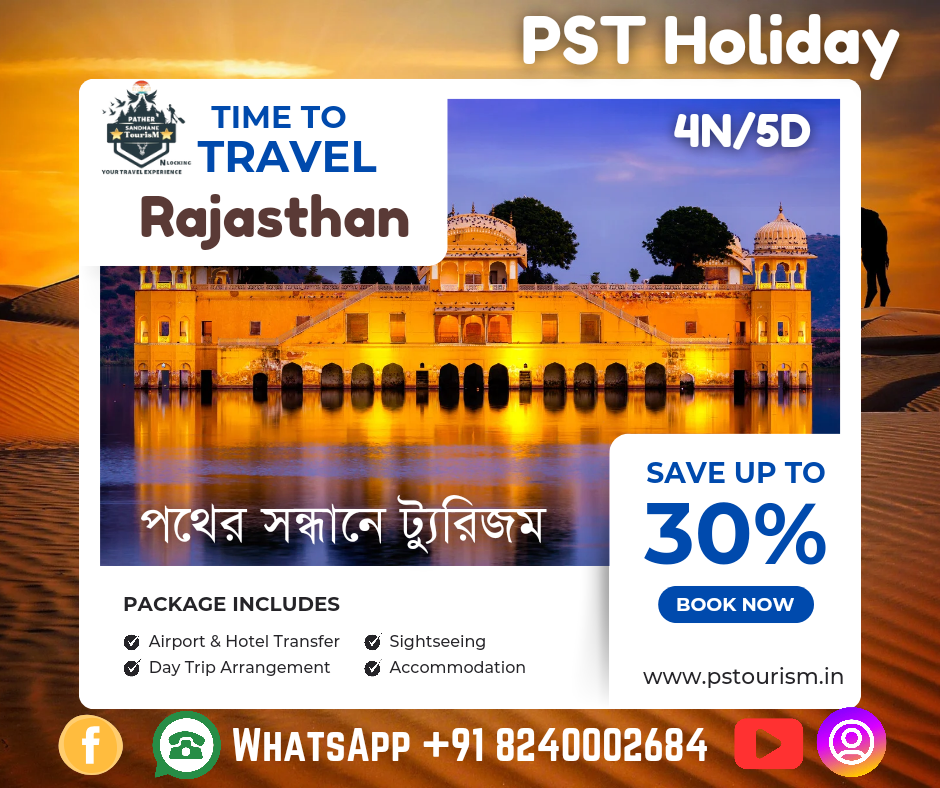 PST Holiday
PATHER
SANDHANE
TourisM
NLOCKING
YOUR TRAVEL EXPERIENCE
TIME TO
TRAVEL
Rajasthan
4N/5D
পথের সন্ধানে ট্যুরিজম
SAVE UP TO
30%
BOOK NOW
www.pstourism.in
PACKAGE INCLUDES
Airport & Hotel Transfer
Sightseeing
Day Trip Arrangement
Accommodation
WhatsApp +91 8240002684